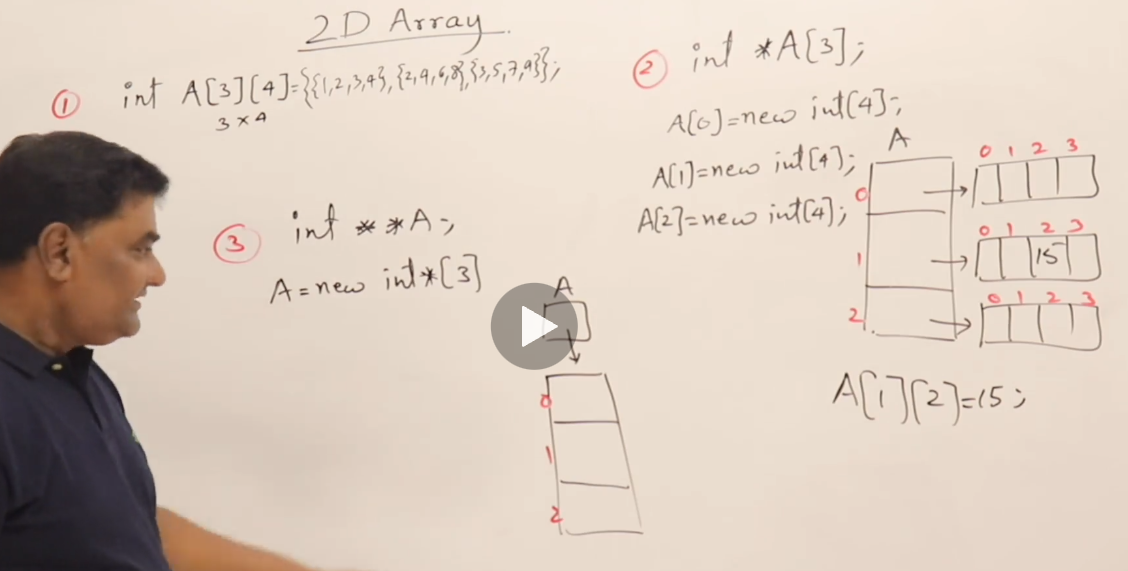 2D Array
① int A[3][4]={{1,2,3,4},{2,4,6,8},{3,5,7,9}};
3×4
② int *A[3];
A[0]=new int[4];
A[1]=new int[4];
A[2]=new int[4];
A
0 1 2 3
0
0 1 2 3
1
15
0 1 2 3
2
A[1][2]=15;
③ int **A;
A=new int*[3]
A
0
1
2